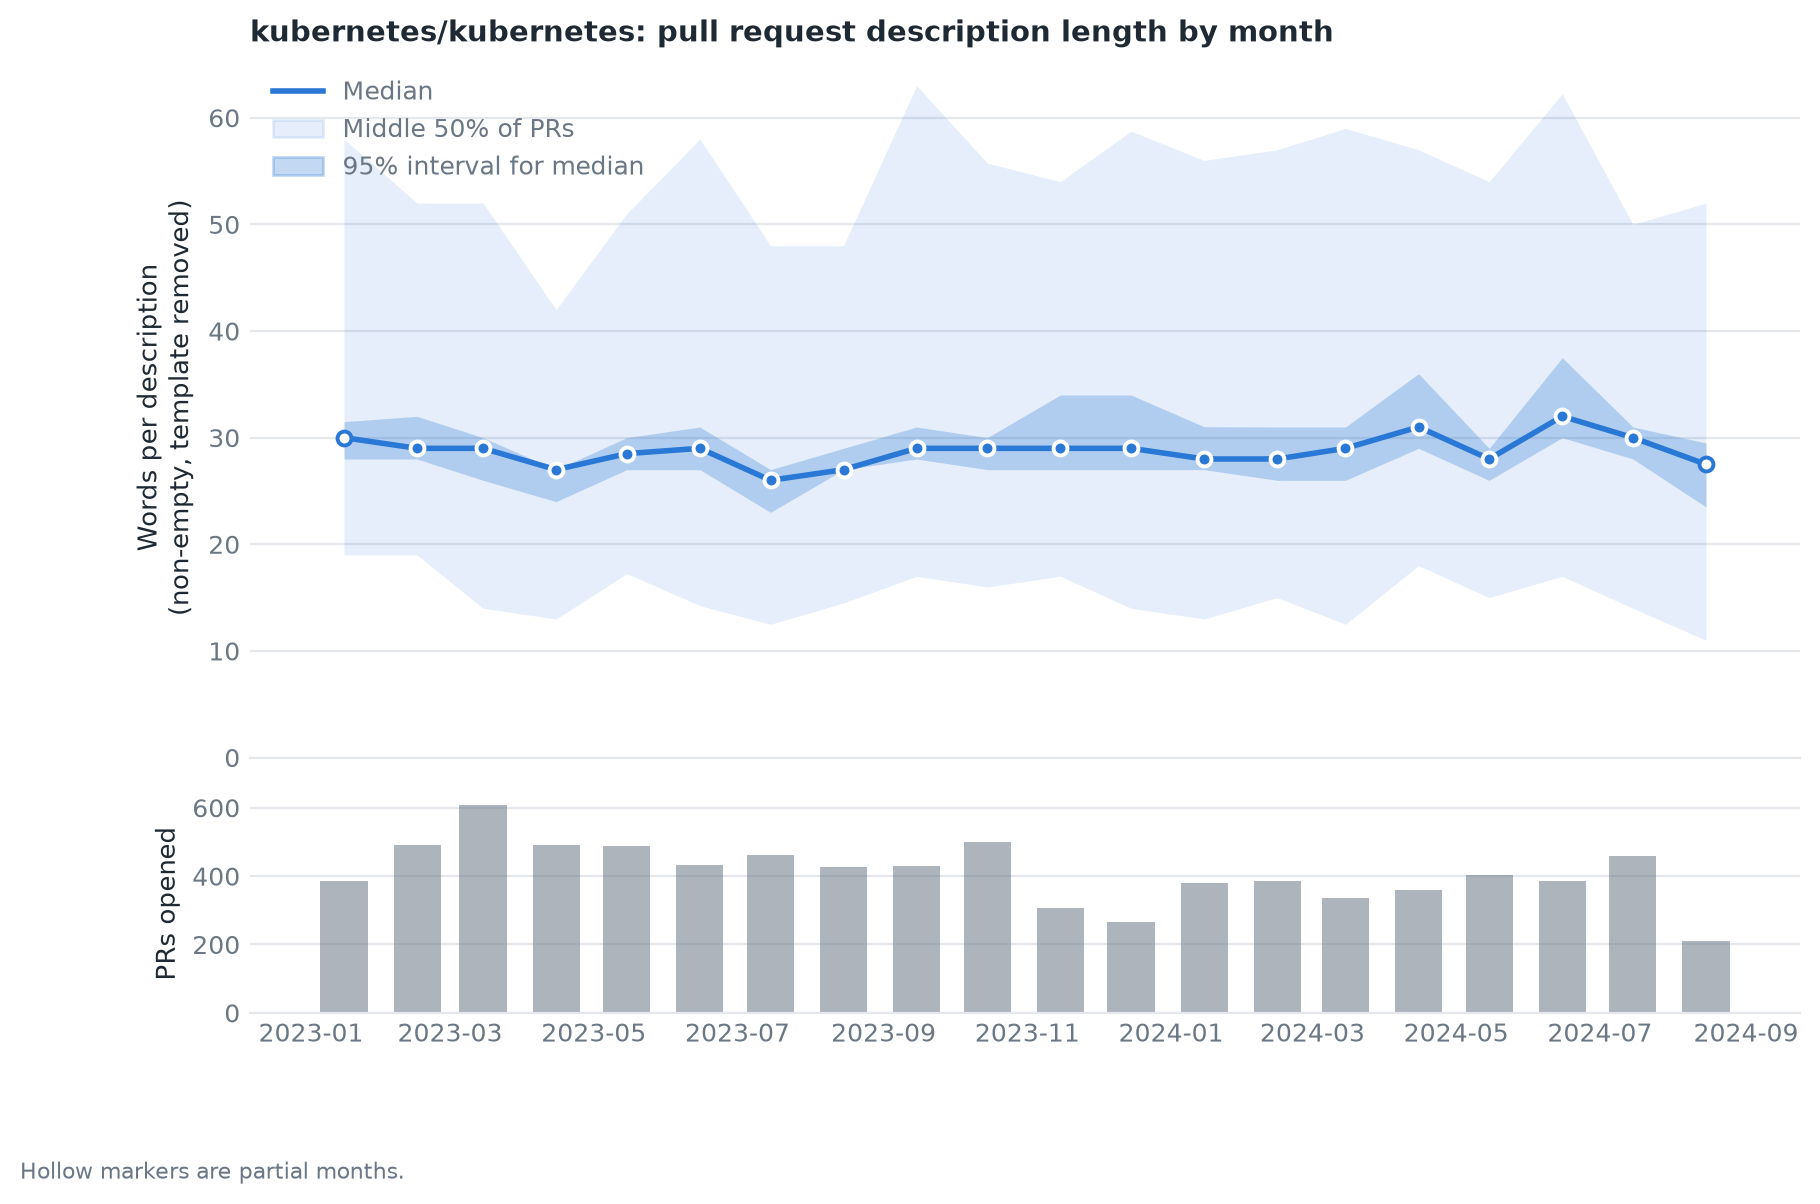 kubernetes/kubernetes: pull request description length by month
Median
Middle 50% of PRs
95% interval for median
Words per description
(non-empty, template removed)
60
50
40
30
20
10
0
PRs opened
600
400
200
0
2023-01
2023-03
2023-05
2023-07
2023-09
2023-11
2024-01
2024-03
2024-05
2024-07
2024-09
Hollow markers are partial months.